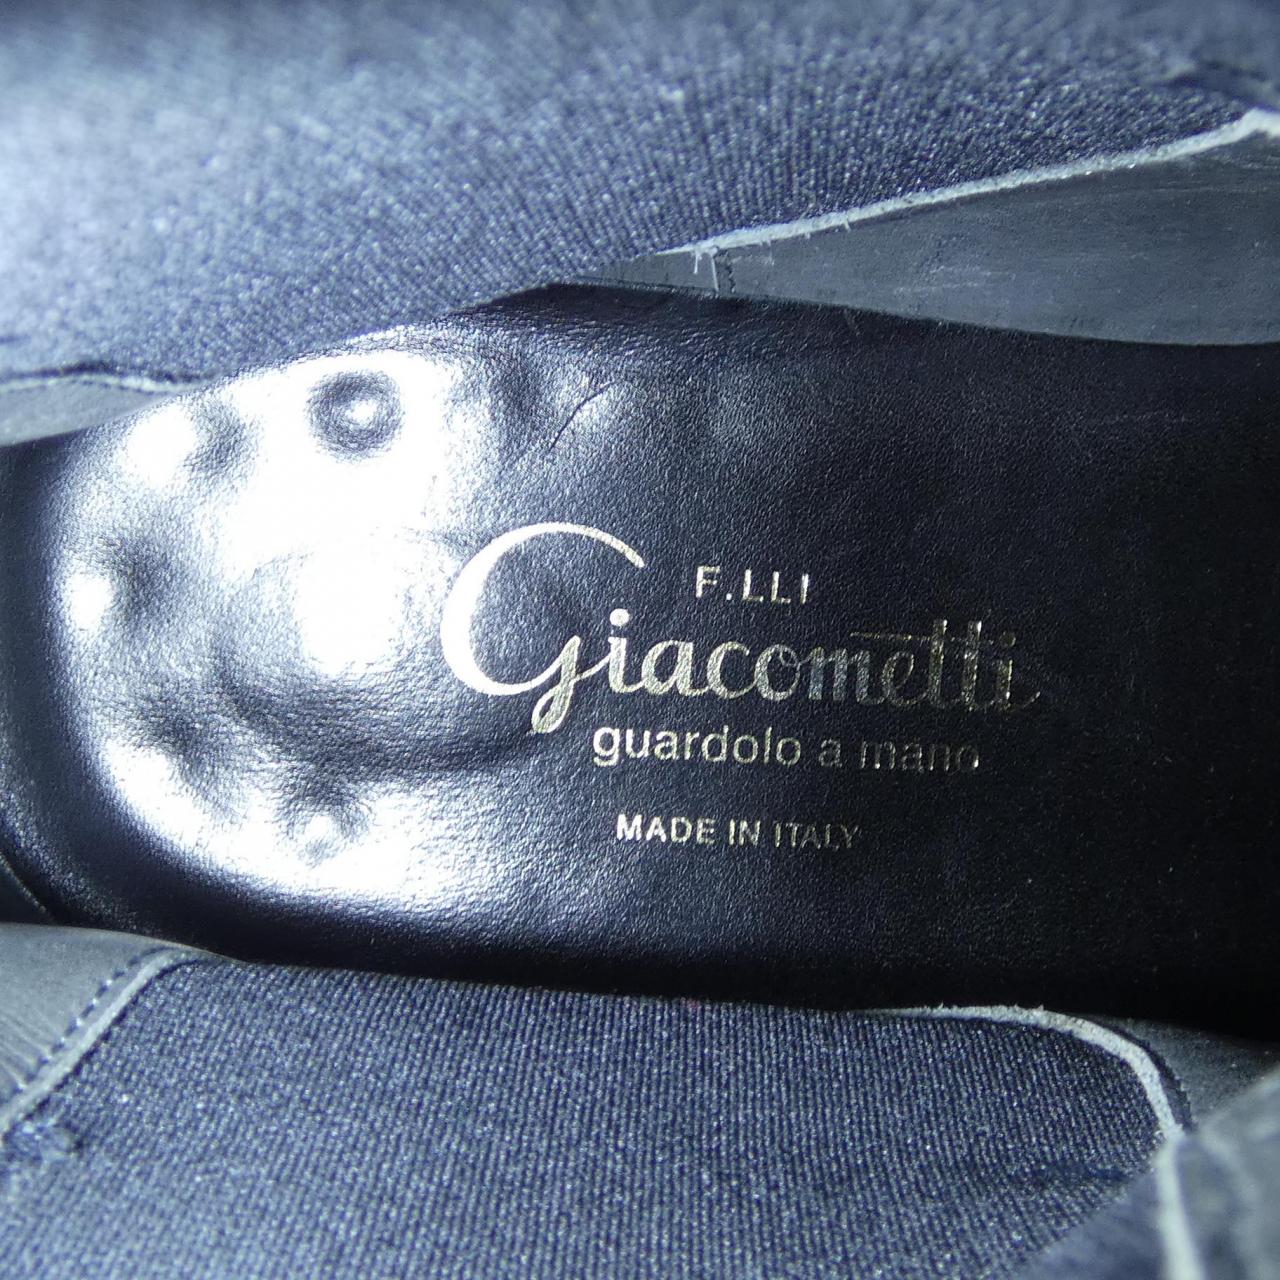 F.LLI
Giacometti
guardolo a mano
MADE IN ITALY